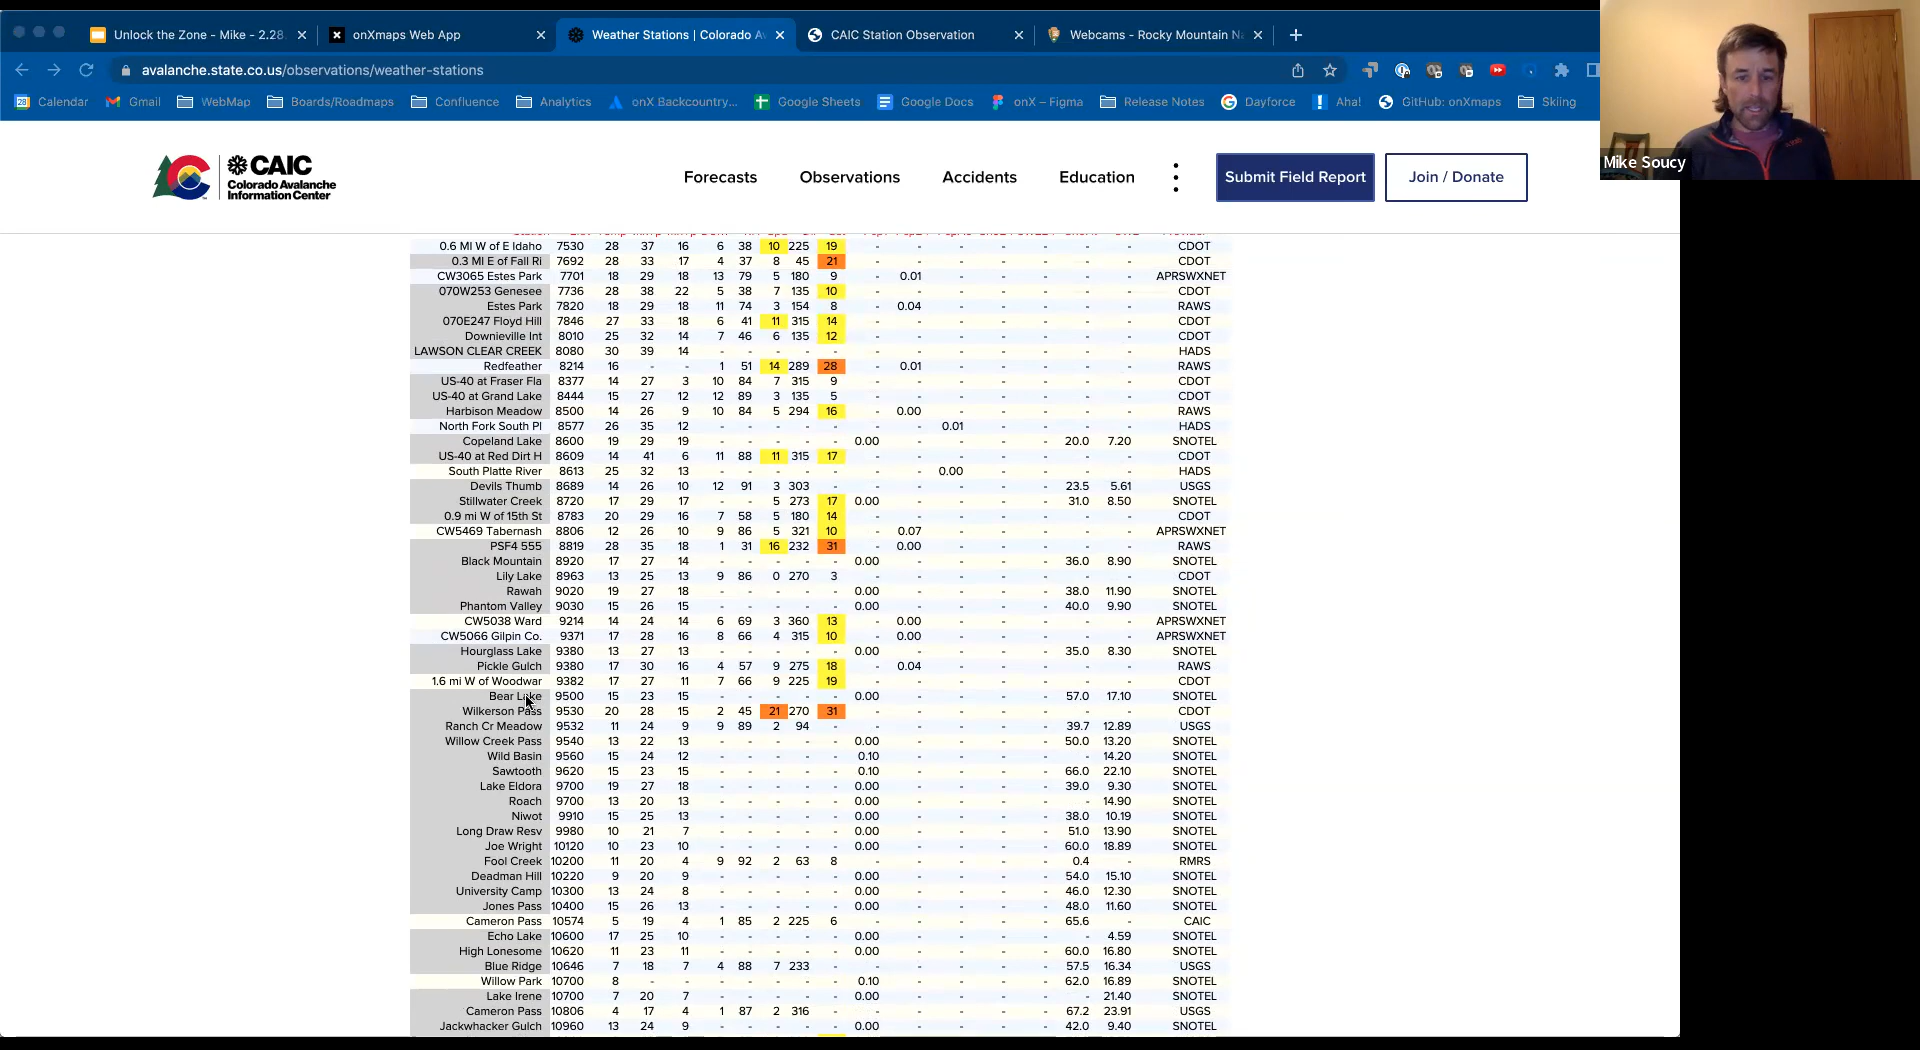 Unlock the Zone - Mike - 2.28
onXmaps Web App
Weather Stations | Colorado Av
CAIC Station Observation
Webcams - Rocky Mountain N
avalanche.state.co.us/observations/weather-stations
28 Calendar Gmail WebMap Boards/Roadmaps Confluence Analytics onX Backcountry... Google Sheets Google Docs onX – Figma Release Notes Dayforce Aha! GitHub: onXmaps Skiing
Mike Soucy
CAIC
Colorado Avalanche
Information Center
Forecasts Observations Accidents Education
Submit Field Report Join / Donate
0.6 MI W of E Idaho 7530 28 37 16 6 38 10 225 19 - - - - - - - CDOT
0.3 MI E of Fall Ri 7692 28 33 17 4 37 8 45 21 - - - - - - - CDOT
CW3065 Estes Park 7701 18 29 18 13 79 5 180 9 - 0.01 - - - - - APRSWXNET
070W253 Genesee 7736 28 38 22 5 38 7 135 10 - - - - - - - CDOT
Estes Park 7820 18 29 18 11 74 3 154 8 - 0.04 - - - - - RAWS
070E247 Floyd Hill 7846 27 33 18 6 41 11 315 14 - - - - - - - CDOT
Downieville Int 8010 25 32 14 7 46 6 135 12 - - - - - - - CDOT
LAWSON CLEAR CREEK 8080 30 39 14 - - - - - - - - - - - - HADS
Redfeather 8214 16 - - 1 51 14 289 28 - 0.01 - - - - - RAWS
US-40 at Fraser Fla 8377 14 27 3 10 84 7 315 9 - - - - - - - CDOT
US-40 at Grand Lake 8444 15 27 12 12 89 3 135 5 - - - - - - - CDOT
Harbison Meadow 8500 14 26 9 10 84 5 294 16 - 0.00 - - - - - RAWS
North Fork South Pl 8577 26 35 12 - - - - - - - 0.01 - - - - HADS
Copeland Lake 8600 19 29 19 - - - - - 0.00 - - - - 20.0 7.20 SNOTEL
US-40 at Red Dirt H 8609 14 41 6 11 88 11 315 17 - - - - - - - CDOT
South Platte River 8613 25 32 13 - - - - - - - 0.00 - - - - HADS
Devils Thumb 8689 14 26 10 12 91 3 303 - - - - - - 23.5 5.61 USGS
Stillwater Creek 8720 17 29 17 - - 5 273 17 0.00 - - - - 31.0 8.50 SNOTEL
0.9 mi W of 15th St 8783 20 29 16 7 58 5 180 14 - - - - - - - CDOT
CW5469 Tabernash 8806 12 26 10 9 86 5 321 10 - 0.07 - - - - - APRSWXNET
PSF4 555 8819 28 35 18 1 31 16 232 31 - 0.00 - - - - - RAWS
Black Mountain 8920 17 27 14 - - - - - 0.00 - - - - 36.0 8.90 SNOTEL
Lily Lake 8963 13 25 13 9 86 0 270 3 - - - - - - - CDOT
Rawah 9020 19 27 18 - - - - - 0.00 - - - - 38.0 11.90 SNOTEL
Phantom Valley 9030 15 26 15 - - - - - 0.00 - - - - 40.0 9.90 SNOTEL
CW5038 Ward 9214 14 24 14 6 69 3 360 13 - 0.00 - - - - - APRSWXNET
CW5066 Gilpin Co. 9371 17 28 16 8 66 4 315 10 - 0.00 - - - - - APRSWXNET
Hourglass Lake 9380 13 27 13 - - - - - 0.00 - - - - 35.0 8.30 SNOTEL
Pickle Gulch 9380 17 30 16 4 57 9 275 18 - 0.04 - - - - - RAWS
1.6 mi W of Woodwar 9382 17 27 11 7 66 9 225 19 - - - - - - - CDOT
Bear Lake 9500 15 23 15 - - - - - 0.00 - - - - 57.0 17.10 SNOTEL
Wilkerson Pass 9530 20 28 15 2 45 21 270 31 - - - - - - - CDOT
Ranch Cr Meadow 9532 11 24 9 9 89 2 94 - - - - - - 39.7 12.89 USGS
Willow Creek Pass 9540 13 22 13 - - - - - 0.00 - - - - 50.0 13.20 SNOTEL
Wild Basin 9560 15 24 12 - - - - - 0.10 - - - - - 14.20 SNOTEL
Sawtooth 9620 15 23 15 - - - - - 0.10 - - - - 66.0 22.10 SNOTEL
Lake Eldora 9700 19 27 18 - - - - - 0.00 - - - - 39.0 9.30 SNOTEL
Roach 9700 13 20 13 - - - - - 0.00 - - - - - 14.90 SNOTEL
Niwot 9910 15 25 13 - - - - - 0.00 - - - - 38.0 10.19 SNOTEL
Long Draw Resv 9980 10 21 7 - - - - - 0.00 - - - - 51.0 13.90 SNOTEL
Joe Wright 10120 10 23 10 - - - - - 0.00 - - - - 60.0 18.89 SNOTEL
Fool Creek 10200 11 20 4 9 92 2 63 8 - - - - - 0.4 - RMRS
Deadman Hill 10220 9 20 9 - - - - - 0.00 - - - - 54.0 15.10 SNOTEL
University Camp 10300 13 24 8 - - - - - 0.00 - - - - 46.0 12.30 SNOTEL
Jones Pass 10400 15 26 13 - - - - - 0.00 - - - - 48.0 11.60 SNOTEL
Cameron Pass 10574 5 19 4 1 85 2 225 6 - - - - - 65.6 - CAIC
Echo Lake 10600 17 25 10 - - - - - 0.00 - - - - - 4.59 SNOTEL
High Lonesome 10620 11 23 11 - - - - - 0.00 - - - - 60.0 16.80 SNOTEL
Blue Ridge 10646 7 18 7 4 88 7 233 - - - - - - 57.5 16.34 USGS
Willow Park 10700 8 - - - - - - - 0.10 - - - - 62.0 16.89 SNOTEL
Lake Irene 10700 7 20 7 - - - - - 0.00 - - - - - 21.40 SNOTEL
Cameron Pass 10806 4 17 4 1 87 2 316 - - - - - - 67.2 23.91 USGS
Jackwhacker Gulch 10960 13 24 9 - - - - - 0.00 - - - - 42.0 9.40 SNOTEL